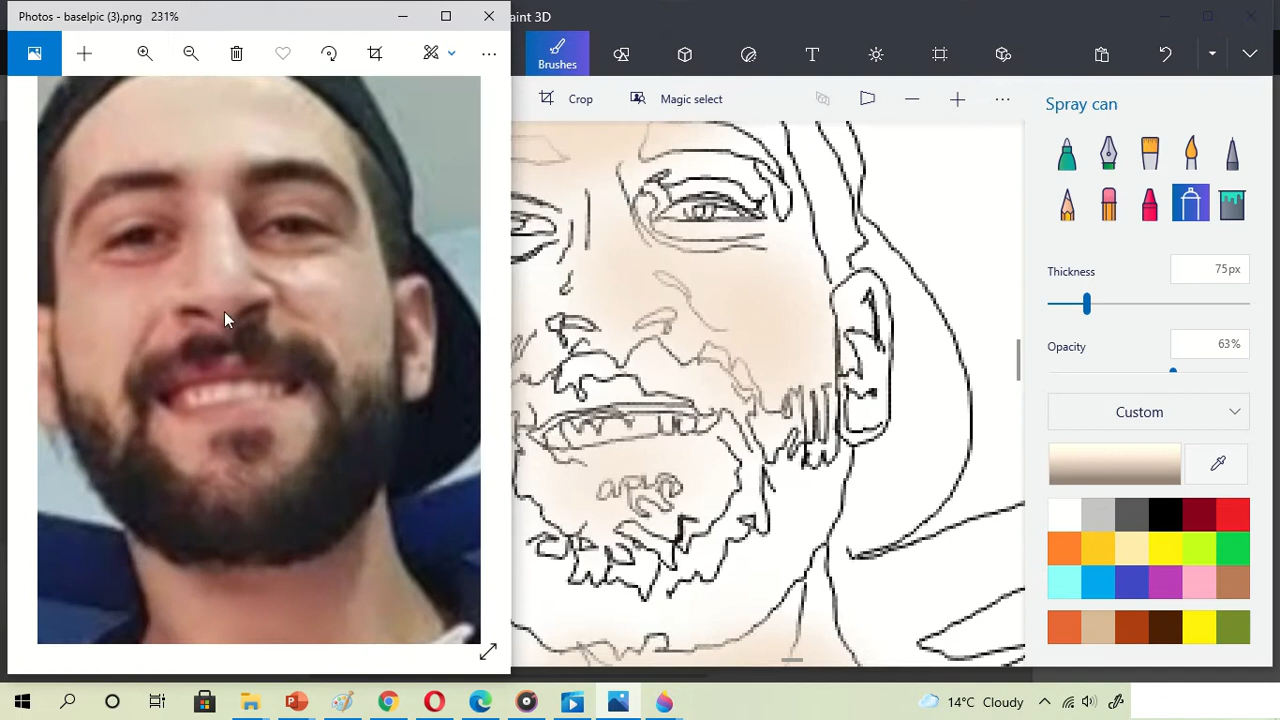 Photos - baselpic (3).png 231%
aint 3D
Brushes
Crop
Magic select
Spray can
Thickness
75px
Opacity
63%
Custom
14°C Cloudy